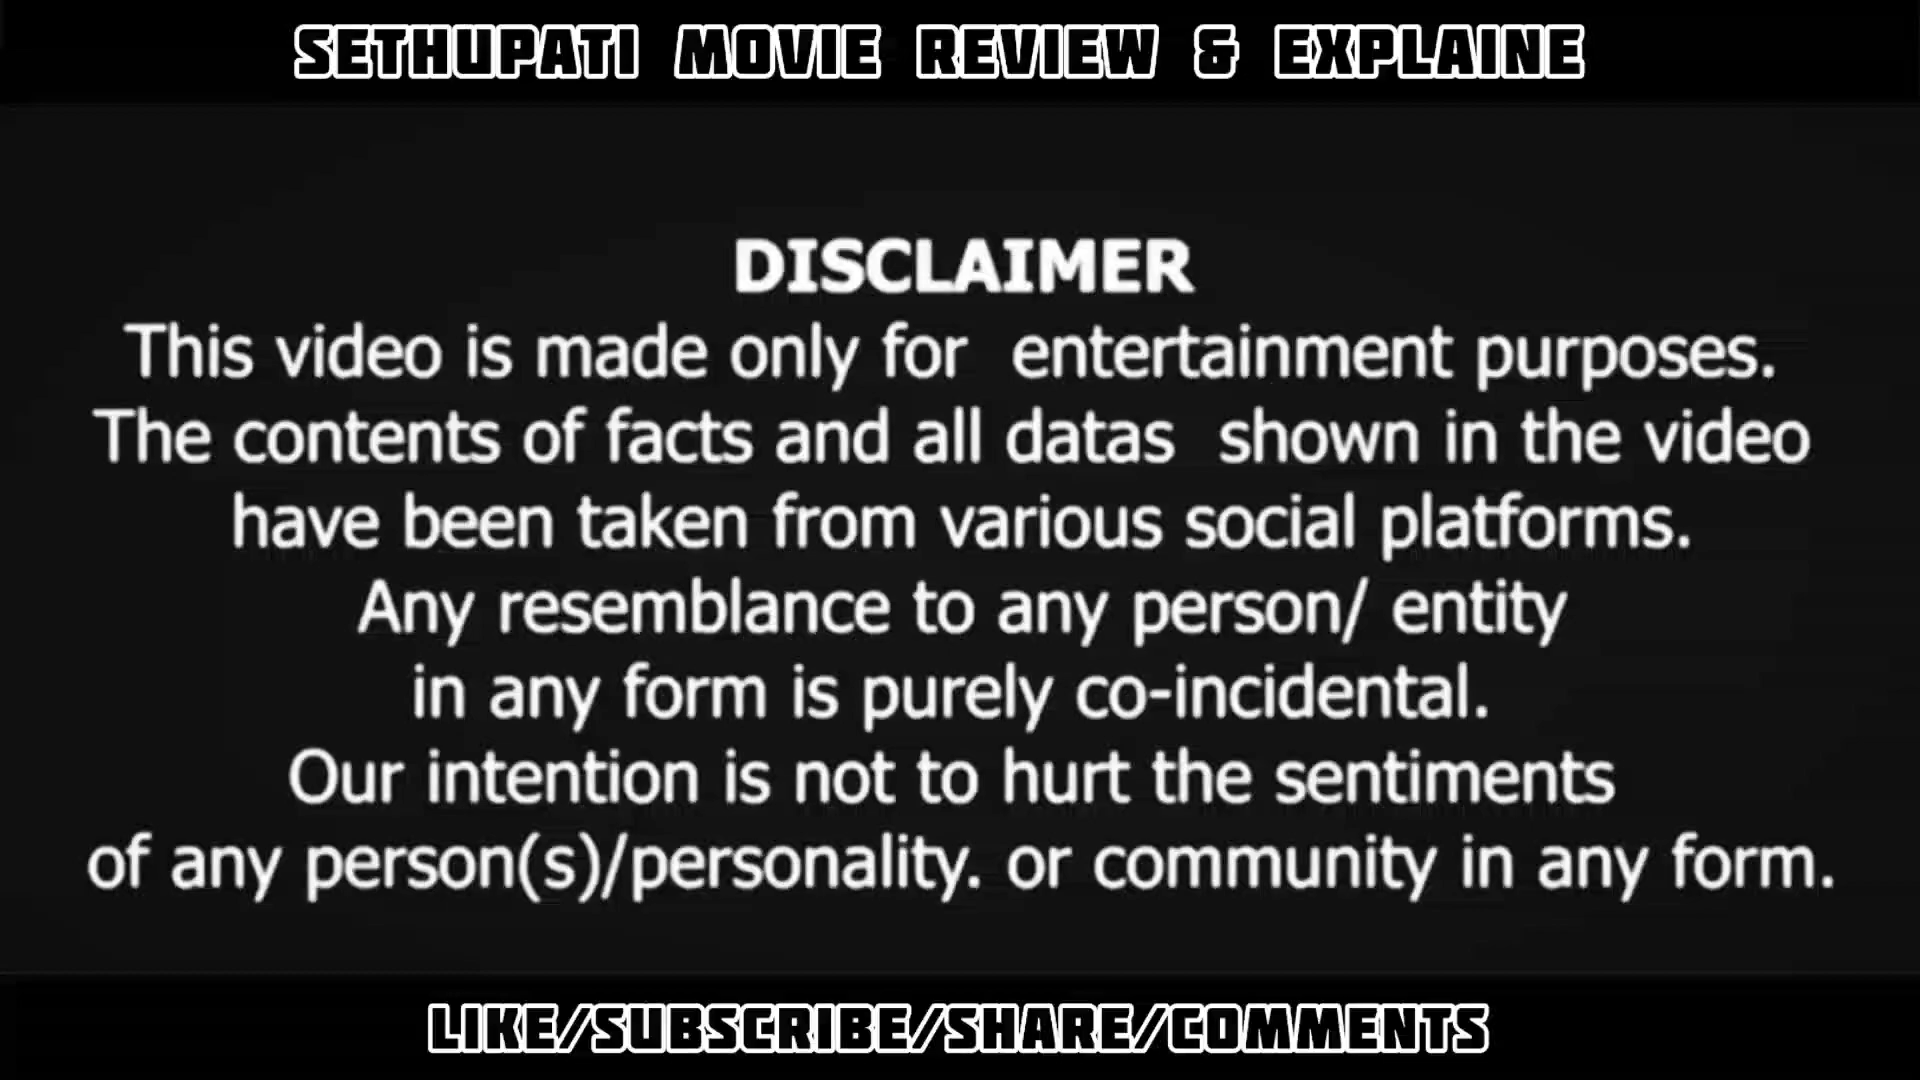 SETHUPATI MOVIE REVIEW & EXPLAINE
DISCLAIMER
This video is made only for entertainment purposes.
The contents of facts and all datas shown in the video
have been taken from various social platforms.
Any resemblance to any person/ entity
in any form is purely co-incidental.
Our intention is not to hurt the sentiments
of any person(s)/personality. or community in any form.
LIKE/SUBSCRIBE/SHARE/COMMENTS